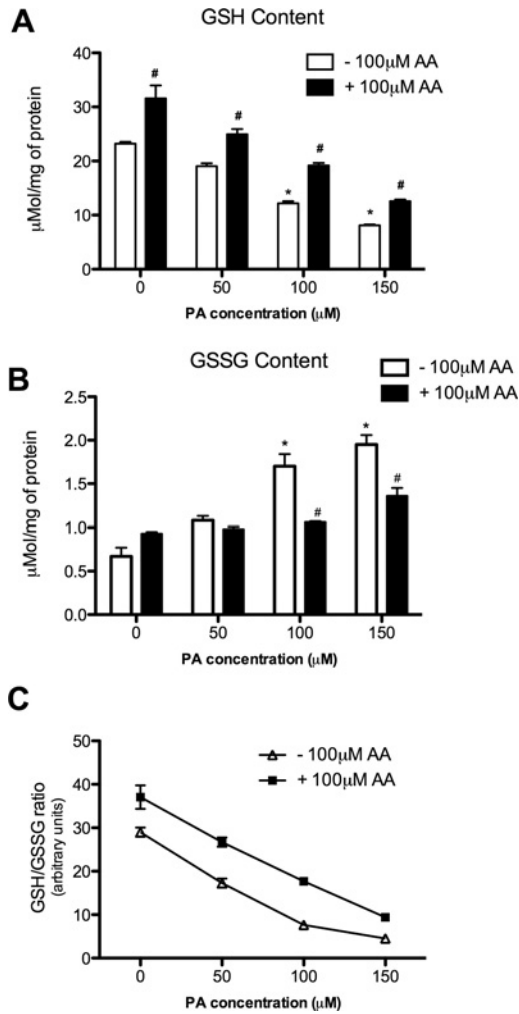 A
GSH Content
- 100μM AA
+ 100μM AA
μMol/mg of protein
40
30
20
10
0
#
#
*
#
*
#
0 50 100 150
PA concentration (μM)
B
GSSG Content
- 100μM AA
+ 100μM AA
μMol/mg of protein
2.5
2.0
1.5
1.0
0.5
0.0
*
#
*
#
0 50 100 150
PA concentration (μM)
C
- 100μM AA
+ 100μM AA
GSH/GSSG ratio
(arbitrary units)
50
40
30
20
10
0
0 50 100 150
PA concentration (μM)